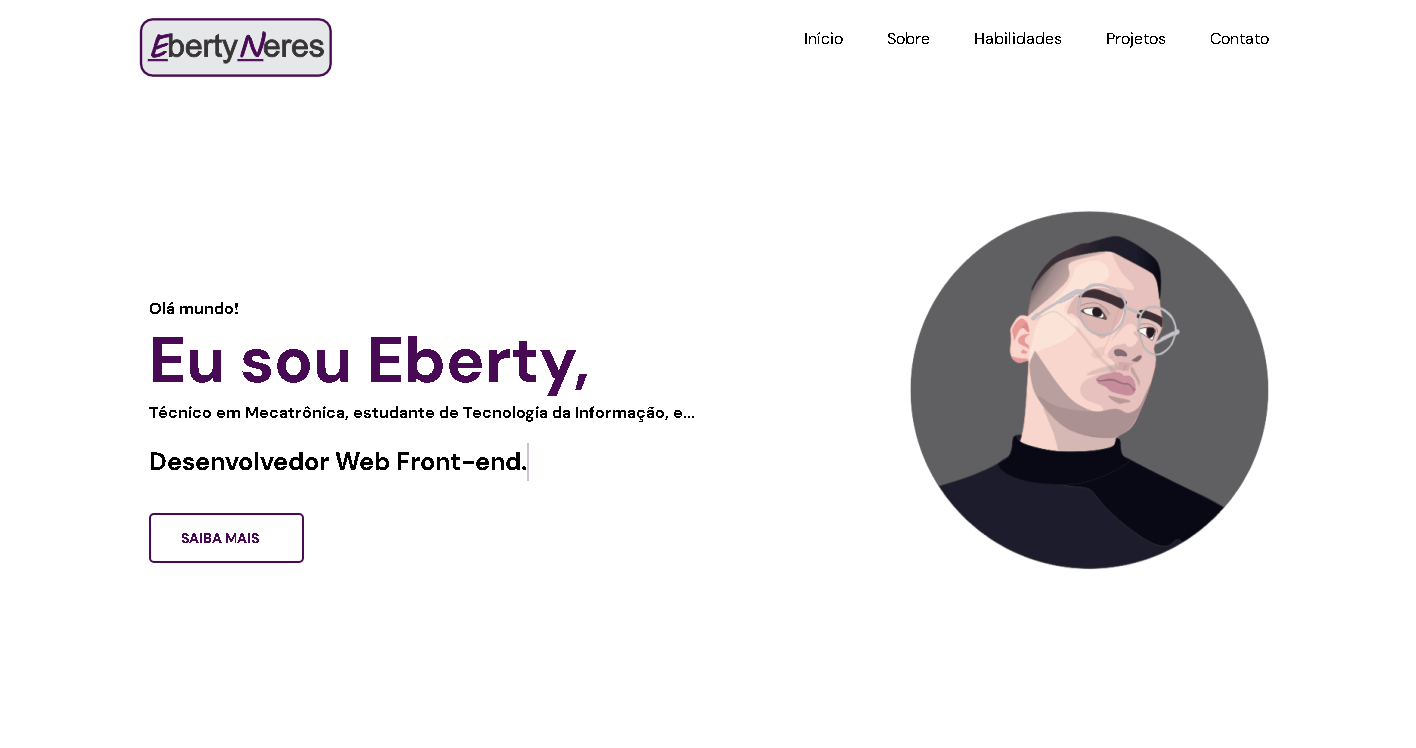 EbertyNeres
Início Sobre Habilidades Projetos Contato
Olá mundo!
Eu sou Eberty,
Técnico em Mecatrônica, estudante de Tecnologia da Informação, e...
Desenvolvedor Web Front-end.
SAIBA MAIS